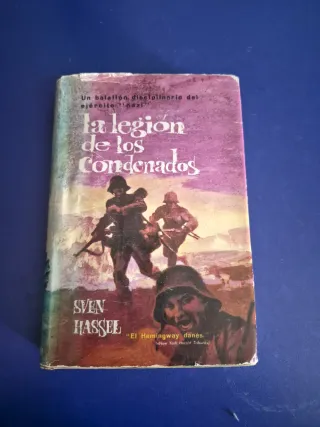 Un batallón disciplinario del
ejército "nazi"
la legión
de los
condenados
SVEN
HASSEL
"El Hemingway danés."